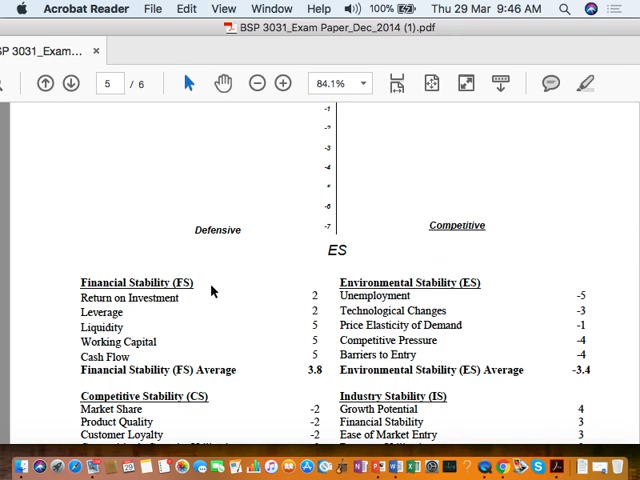 Acrobat Reader File Edit View Window Help 100% Thu 29 Mar 9:46 AM
BSP 3031_Exam Paper_Dec_2014 (1).pdf
SP 3031_Exam... ×
5 / 6 84.1%
-1
-2
-3
-4
-6
-7
Defensive
Competitive
ES
Financial Stability (FS)
Return on Investment 2
Leverage 2
Liquidity 5
Working Capital 5
Cash Flow 5
Financial Stability (FS) Average 3.8
Environmental Stability (ES)
Unemployment -5
Technological Changes -3
Price Elasticity of Demand -1
Competitive Pressure -4
Barriers to Entry -4
Environmental Stability (ES) Average -3.4
Competitive Stability (CS)
Market Share -2
Product Quality -2
Customer Loyalty -2
Industry Stability (IS)
Growth Potential 4
Financial Stability 3
Ease of Market Entry 3